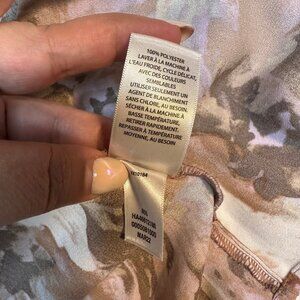 100% POLYESTER
LAVER À LA MACHINE À
L'EAU FROIDE, CYCLE DÉLICAT,
AVEC DES COULEURS
SEMBLABLES
UTILISER SEULEMENT UN
AGENT DE BLANCHIMENT
SANS CHLORE, AU BESOIN.
SÉCHER À LA MACHINE À
BASSE TEMPÉRATURE,
RETIRER RAPIDEMENT.
REPASSER À TEMPÉRATURE
MOYENNE, AU BESOIN
MAR22